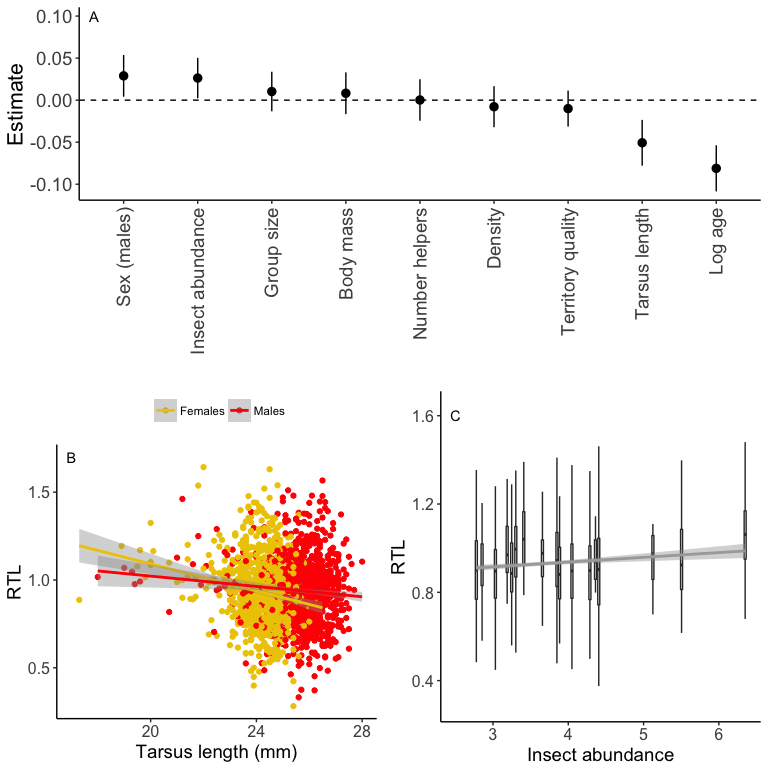 A
0.10
0.05
0.00
-0.05
-0.10
Estimate
Sex (males)
Insect abundance
Group size
Body mass
Number helpers
Density
Territory quality
Tarsus length
Log age
Females
Males
B
1.5
1.0
0.5
RTL
20
24
28
Tarsus length (mm)
C
1.6
1.2
0.8
0.4
RTL
3
4
5
6
Insect abundance